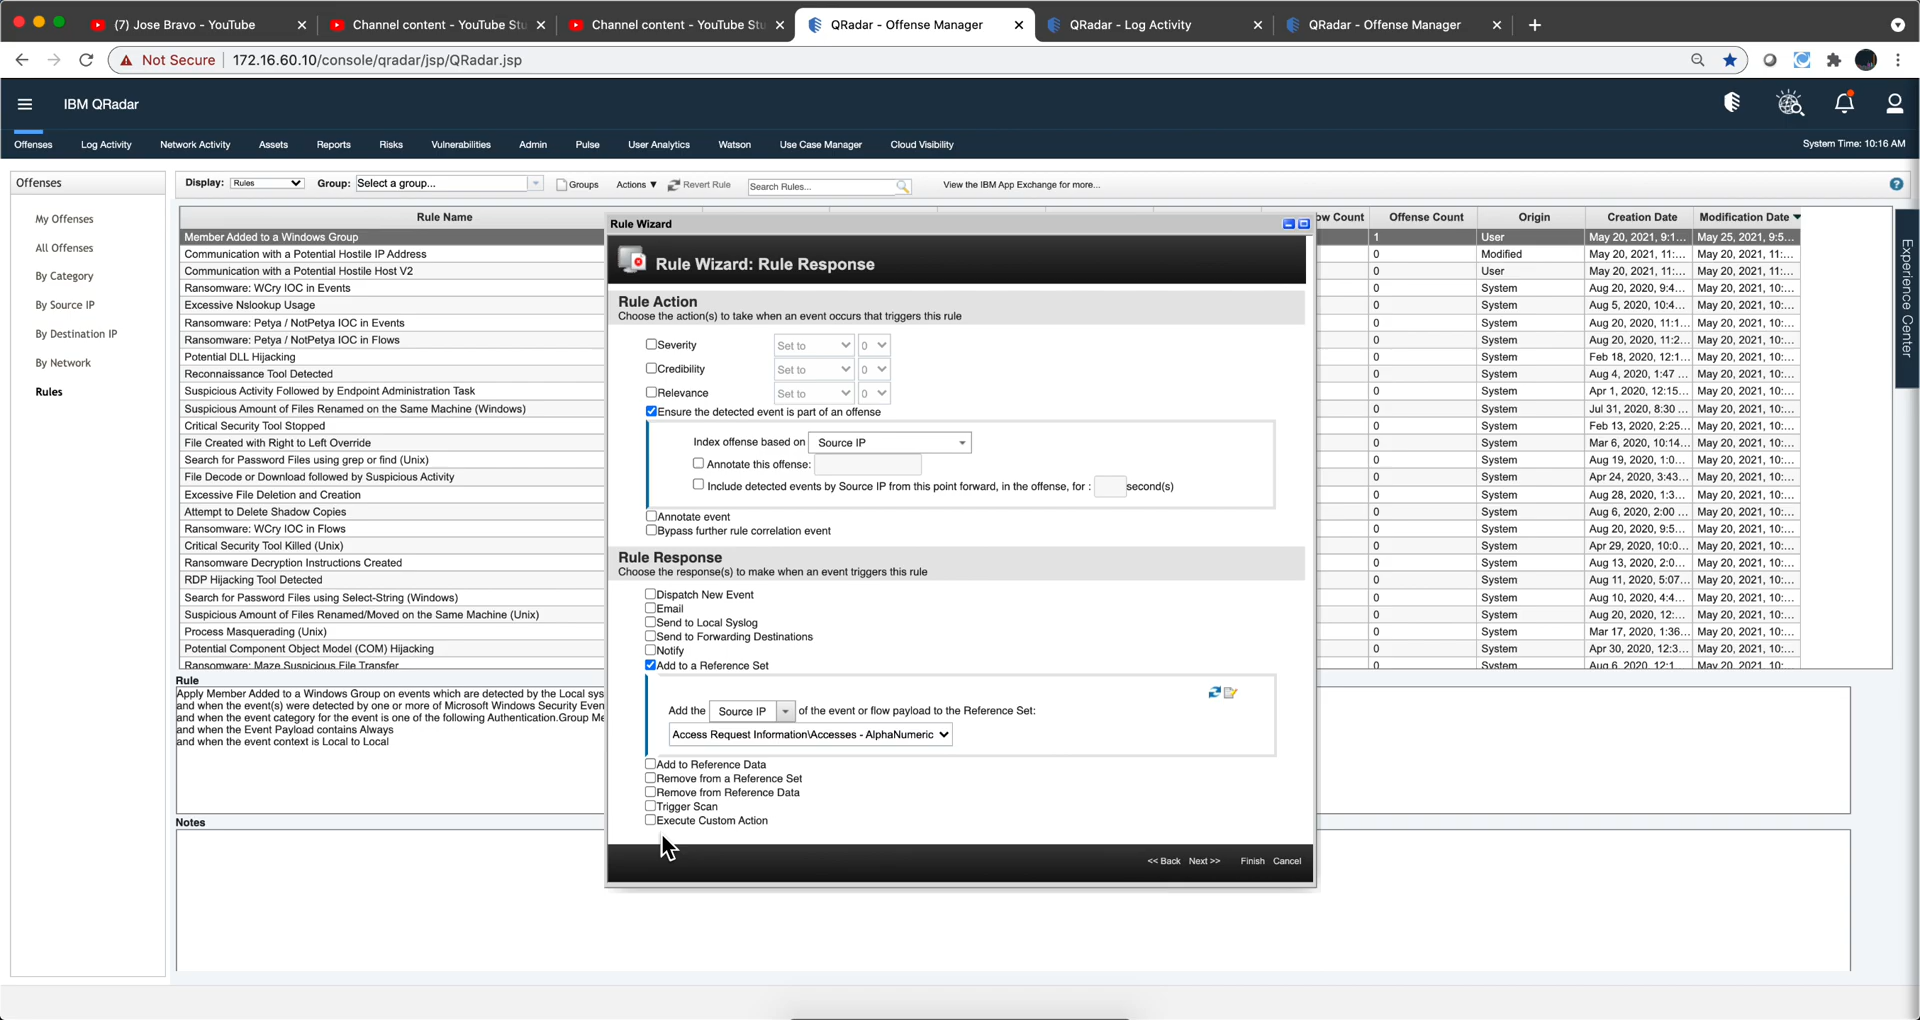 (7) Jose Bravo - YouTube
Channel content - YouTube Stu
Channel content - YouTube Stu
QRadar - Offense Manager
QRadar - Log Activity
QRadar - Offense Manager
Not Secure
172.16.60.10/console/qradar/jsp/QRadar.jsp
IBM QRadar
Offenses Log Activity Network Activity Assets Reports Risks Vulnerabilities Admin Pulse User Analytics Watson Use Case Manager Cloud Visibility System Time: 10:16 AM
Offenses
My Offenses
All Offenses
By Category
By Source IP
By Destination IP
By Network
Rules
Display: Rules Group: Select a group... Groups Actions ▼ Revert Rule Search Rules... View the IBM App Exchange for more...
Experience Center
Rule Name ow Count Offense Count Origin Creation Date Modification Date
Member Added to a Windows Group 1 User May 20, 2021, 9:1... May 25, 2021, 9:5...
Communication with a Potential Hostile IP Address 0 Modified May 20, 2021, 11:... May 20, 2021, 11:...
Communication with a Potential Hostile Host V2 0 User May 20, 2021, 11:... May 20, 2021, 11:...
Ransomware: WCry IOC in Events 0 System Aug 20, 2020, 9:4... May 20, 2021, 10:...
Excessive Nslookup Usage 0 System Aug 5, 2020, 10:4... May 20, 2021, 10:...
Ransomware: Petya / NotPetya IOC in Events 0 System Aug 20, 2020, 11:1... May 20, 2021, 10:...
Ransomware: Petya / NotPetya IOC in Flows 0 System Aug 20, 2020, 11:2... May 20, 2021, 10:...
Potential DLL Hijacking 0 System Feb 18, 2020, 12:1... May 20, 2021, 10:...
Reconnaissance Tool Detected 0 System Aug 4, 2020, 1:47 ... May 20, 2021, 10:...
Suspicious Activity Followed by Endpoint Administration Task 0 System Apr 1, 2020, 12:15... May 20, 2021, 10:...
Suspicious Amount of Files Renamed on the Same Machine (Windows) 0 System Jul 31, 2020, 8:30 ... May 20, 2021, 10:...
Critical Security Tool Stopped 0 System Feb 13, 2020, 2:25... May 20, 2021, 10:...
File Created with Right to Left Override 0 System Mar 6, 2020, 10:14... May 20, 2021, 10:...
Search for Password Files using grep or find (Unix) 0 System Aug 19, 2020, 1:0... May 20, 2021, 10:...
File Decode or Download followed by Suspicious Activity 0 System Apr 24, 2020, 3:43... May 20, 2021, 10:...
Excessive File Deletion and Creation 0 System Aug 28, 2020, 1:3... May 20, 2021, 10:...
Attempt to Delete Shadow Copies 0 System Aug 6, 2020, 2:00 ... May 20, 2021, 10:...
Ransomware: WCry IOC in Flows 0 System Aug 20, 2020, 9:5... May 20, 2021, 10:...
Critical Security Tool Killed (Unix) 0 System Apr 29, 2020, 10:0... May 20, 2021, 10:...
Ransomware Decryption Instructions Created 0 System Aug 13, 2020, 2:0... May 20, 2021, 10:...
RDP Hijacking Tool Detected 0 System Aug 11, 2020, 5:07... May 20, 2021, 10:...
Search for Password Files using Select-String (Windows) 0 System Aug 10, 2020, 4:4... May 20, 2021, 10:...
Suspicious Amount of Files Renamed/Moved on the Same Machine (Unix) 0 System Aug 20, 2020, 12:... May 20, 2021, 10:...
Process Masquerading (Unix) 0 System Mar 17, 2020, 1:36... May 20, 2021, 10:...
Potential Component Object Model (COM) Hijacking 0 System Apr 30, 2020, 12:3... May 20, 2021, 10:...
Ransomware: Maze Suspicious File Transfer 0 System Aug 6, 2020, 12:1... May 20, 2021, 10:...
Rule
Apply Member Added to a Windows Group on events which are detected by the Local sys
and when the event(s) were detected by one or more of Microsoft Windows Security Even
and when the event category for the event is one of the following Authentication.Group Me
and when the Event Payload contains Always
and when the event context is Local to Local
Notes
Rule Wizard
Rule Wizard: Rule Response
Rule Action
Choose the action(s) to take when an event occurs that triggers this rule
Severity Set to 0
Credibility Set to 0
Relevance Set to 0
Ensure the detected event is part of an offense
Index offense based on Source IP
Annotate this offense:
Include detected events by Source IP from this point forward, in the offense, for : second(s)
Annotate event
Bypass further rule correlation event
Rule Response
Choose the response(s) to make when an event triggers this rule
Dispatch New Event
Email
Send to Local Syslog
Send to Forwarding Destinations
Notify
Add to a Reference Set
Add the Source IP of the event or flow payload to the Reference Set:
Access Request Information\Accesses - AlphaNumeric
Add to Reference Data
Remove from a Reference Set
Remove from Reference Data
Trigger Scan
Execute Custom Action
<< Back Next >> Finish Cancel